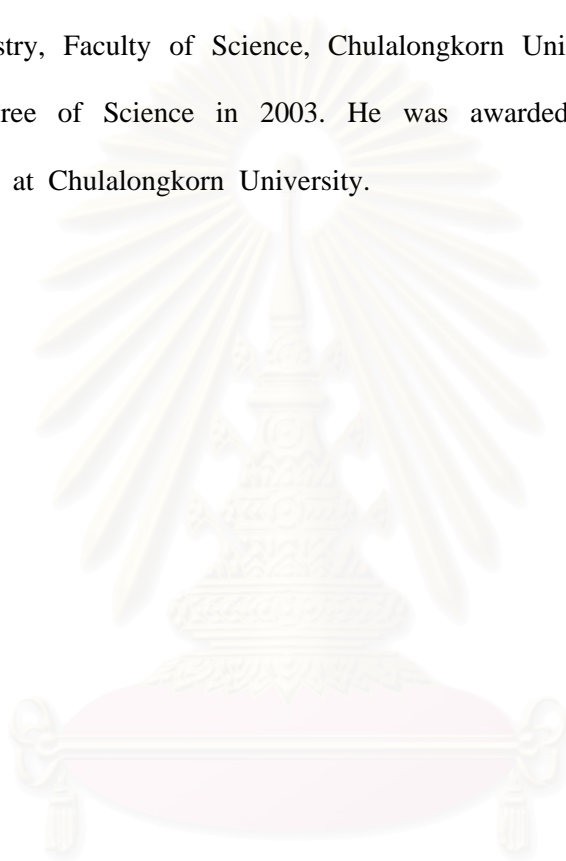 stry, Faculty of Science, Chulalongkorn Uni
ree of Science in 2003. He was awarded
at Chulalongkorn University.